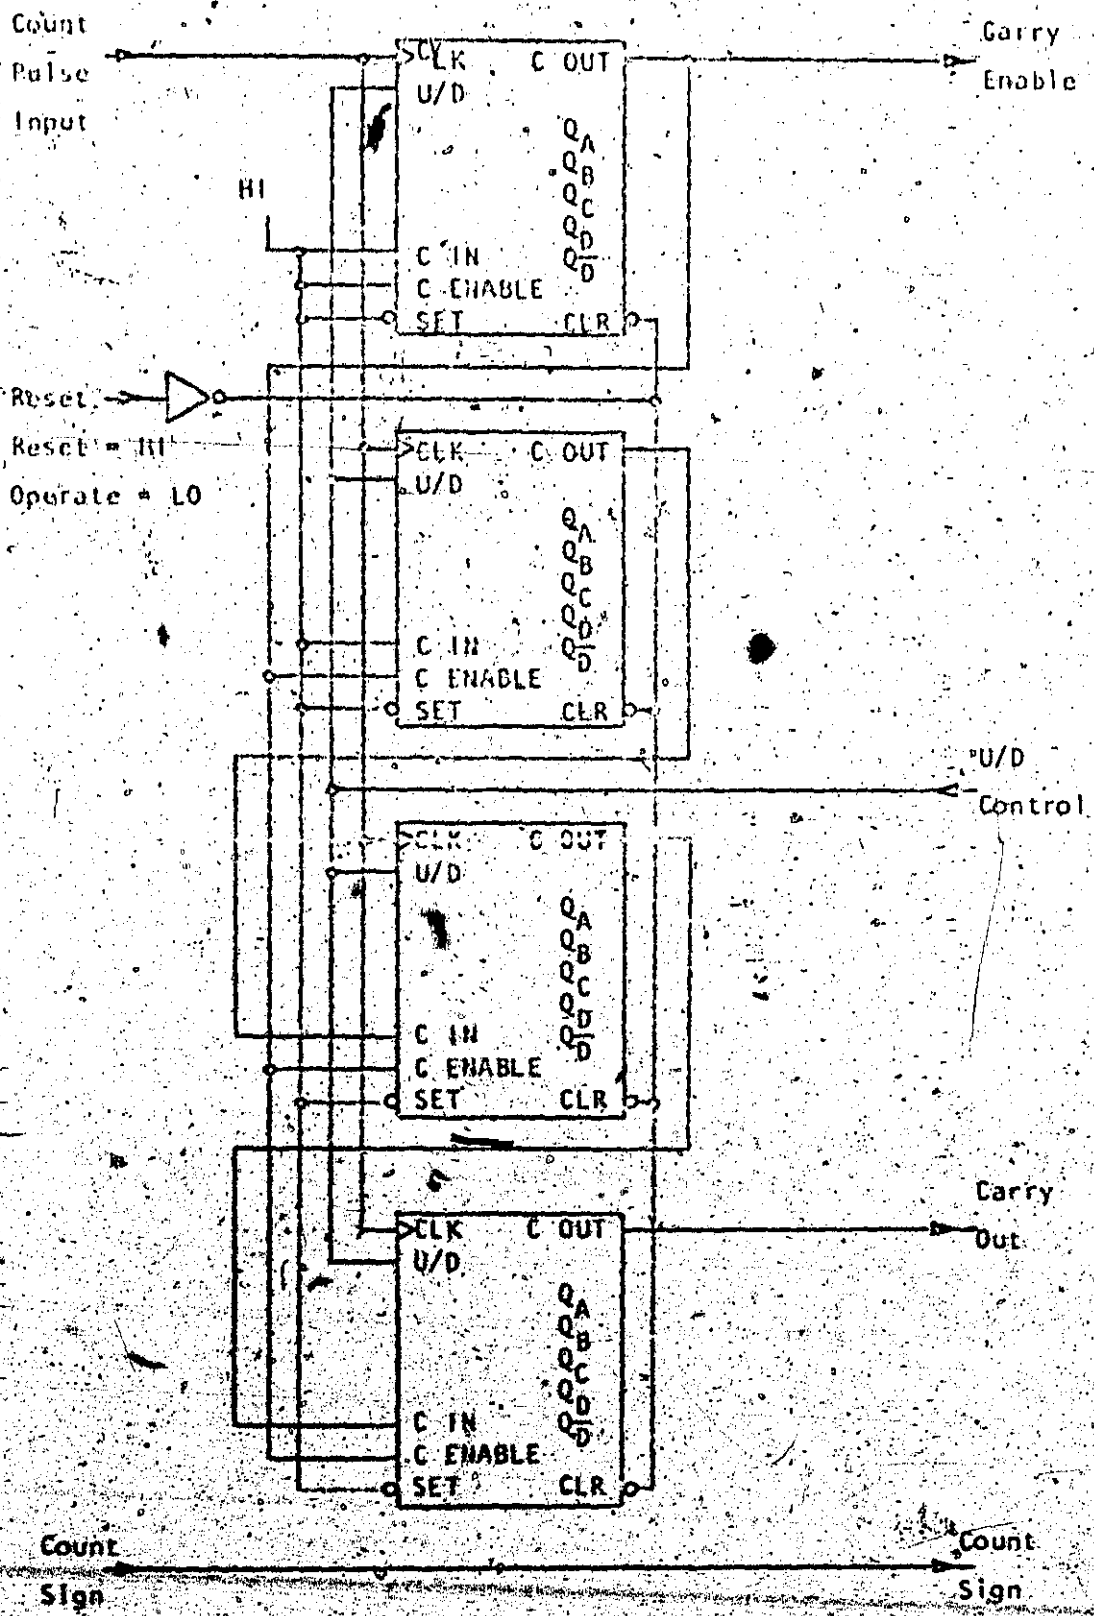 Count
Pulse
Input
CLK C OUT
U/D
QA
QB
QC
QD
QD
HI
C IN
C ENABLE
SET CLR
Carry
Enable
Reset
Reset = HI
Operate = LO
CLK C OUT
U/D
QA
QB
QC
QD
QD
C IN
C ENABLE
SET CLR
U/D
Control
CLK C OUT
U/D
QA
QB
QC
QD
QD
C IN
C ENABLE
SET CLR
CLK C OUT
U/D
QA
QB
QC
QD
QD
C IN
C ENABLE
SET CLR
Carry
Out
Count
Sign
Count
Sign